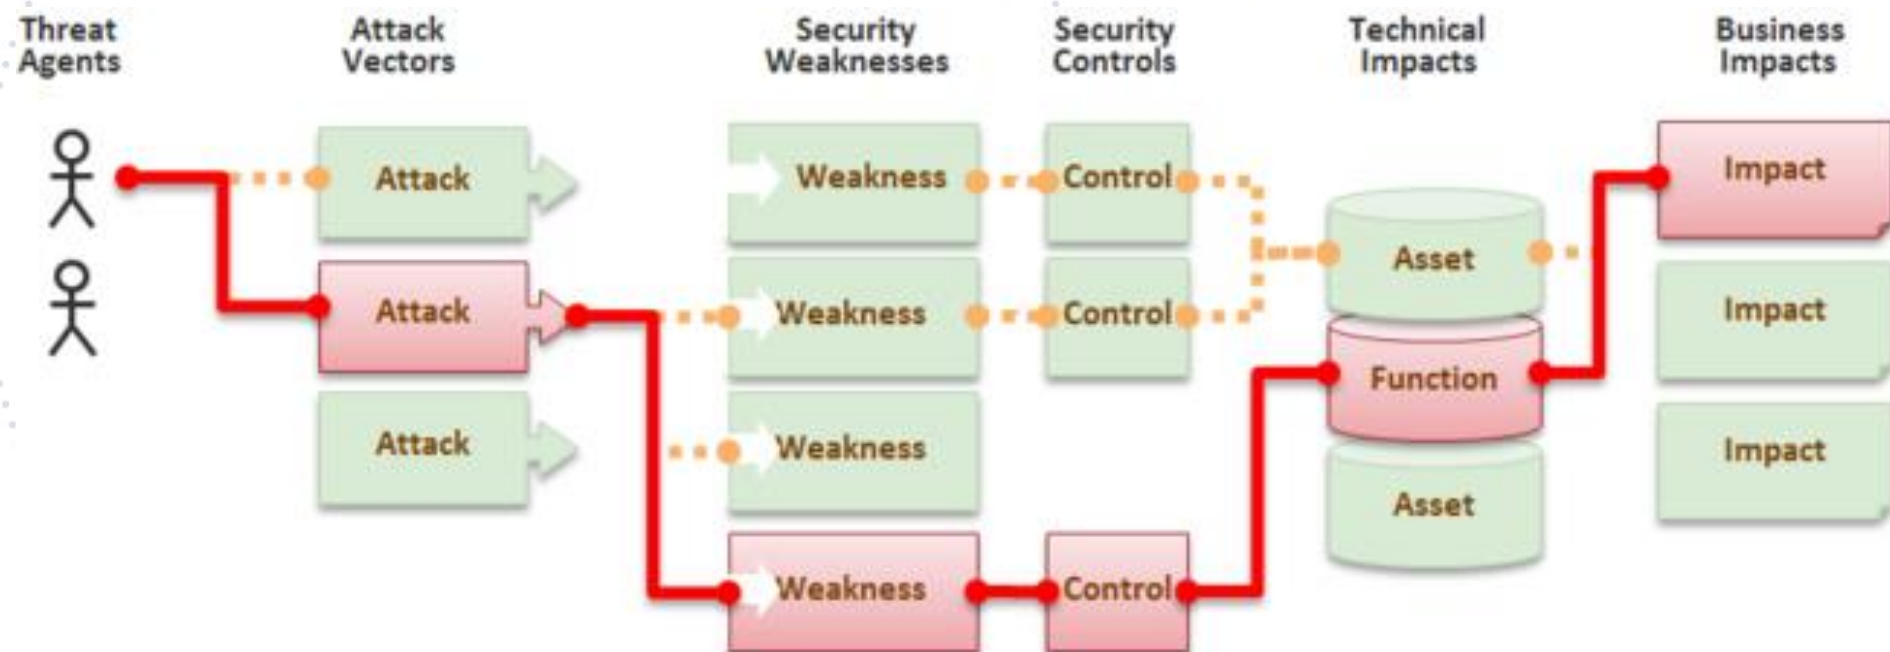 Threat
Agents
Attack
Vectors
Security
Weaknesses
Security
Controls
Technical
Impacts
Business
Impacts
Attack
Weakness
Control
Impact
Asset
Attack
Weakness
Control
Impact
Function
Attack
Weakness
Impact
Asset
Weakness
Control